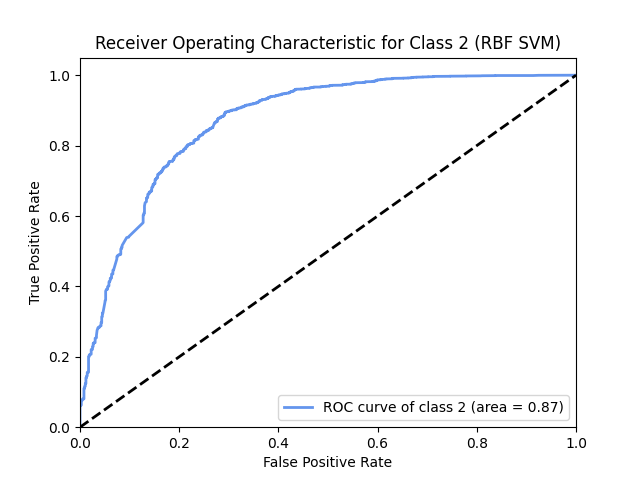 Receiver Operating Characteristic for Class 2 (RBF SVM)
1.0
0.8
0.6
0.4
0.2
0.0
True Positive Rate
ROC curve of class 2 (area = 0.87)
0.0 0.2 0.4 0.6 0.8 1.0
False Positive Rate